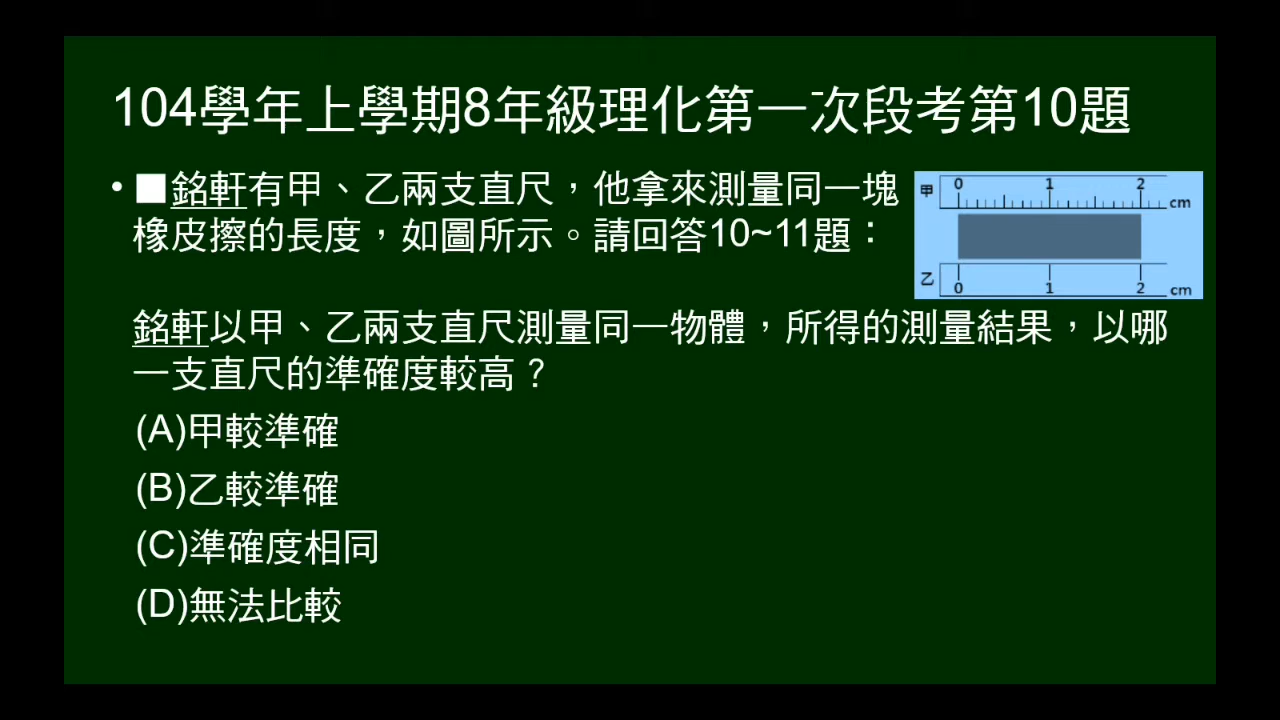 104學年上學期8年級理化第一次段考第10題
• ■銘軒有甲、乙兩支直尺，他拿來測量同一塊
橡皮擦的長度，如圖所示。請回答10~11題：
甲 0 1 2 cm
乙 0 1 2 cm
銘軒以甲、乙兩支直尺測量同一物體，所得的測量結果，以哪
一支直尺的準確度較高？
(A)甲較準確
(B)乙較準確
(C)準確度相同
(D)無法比較